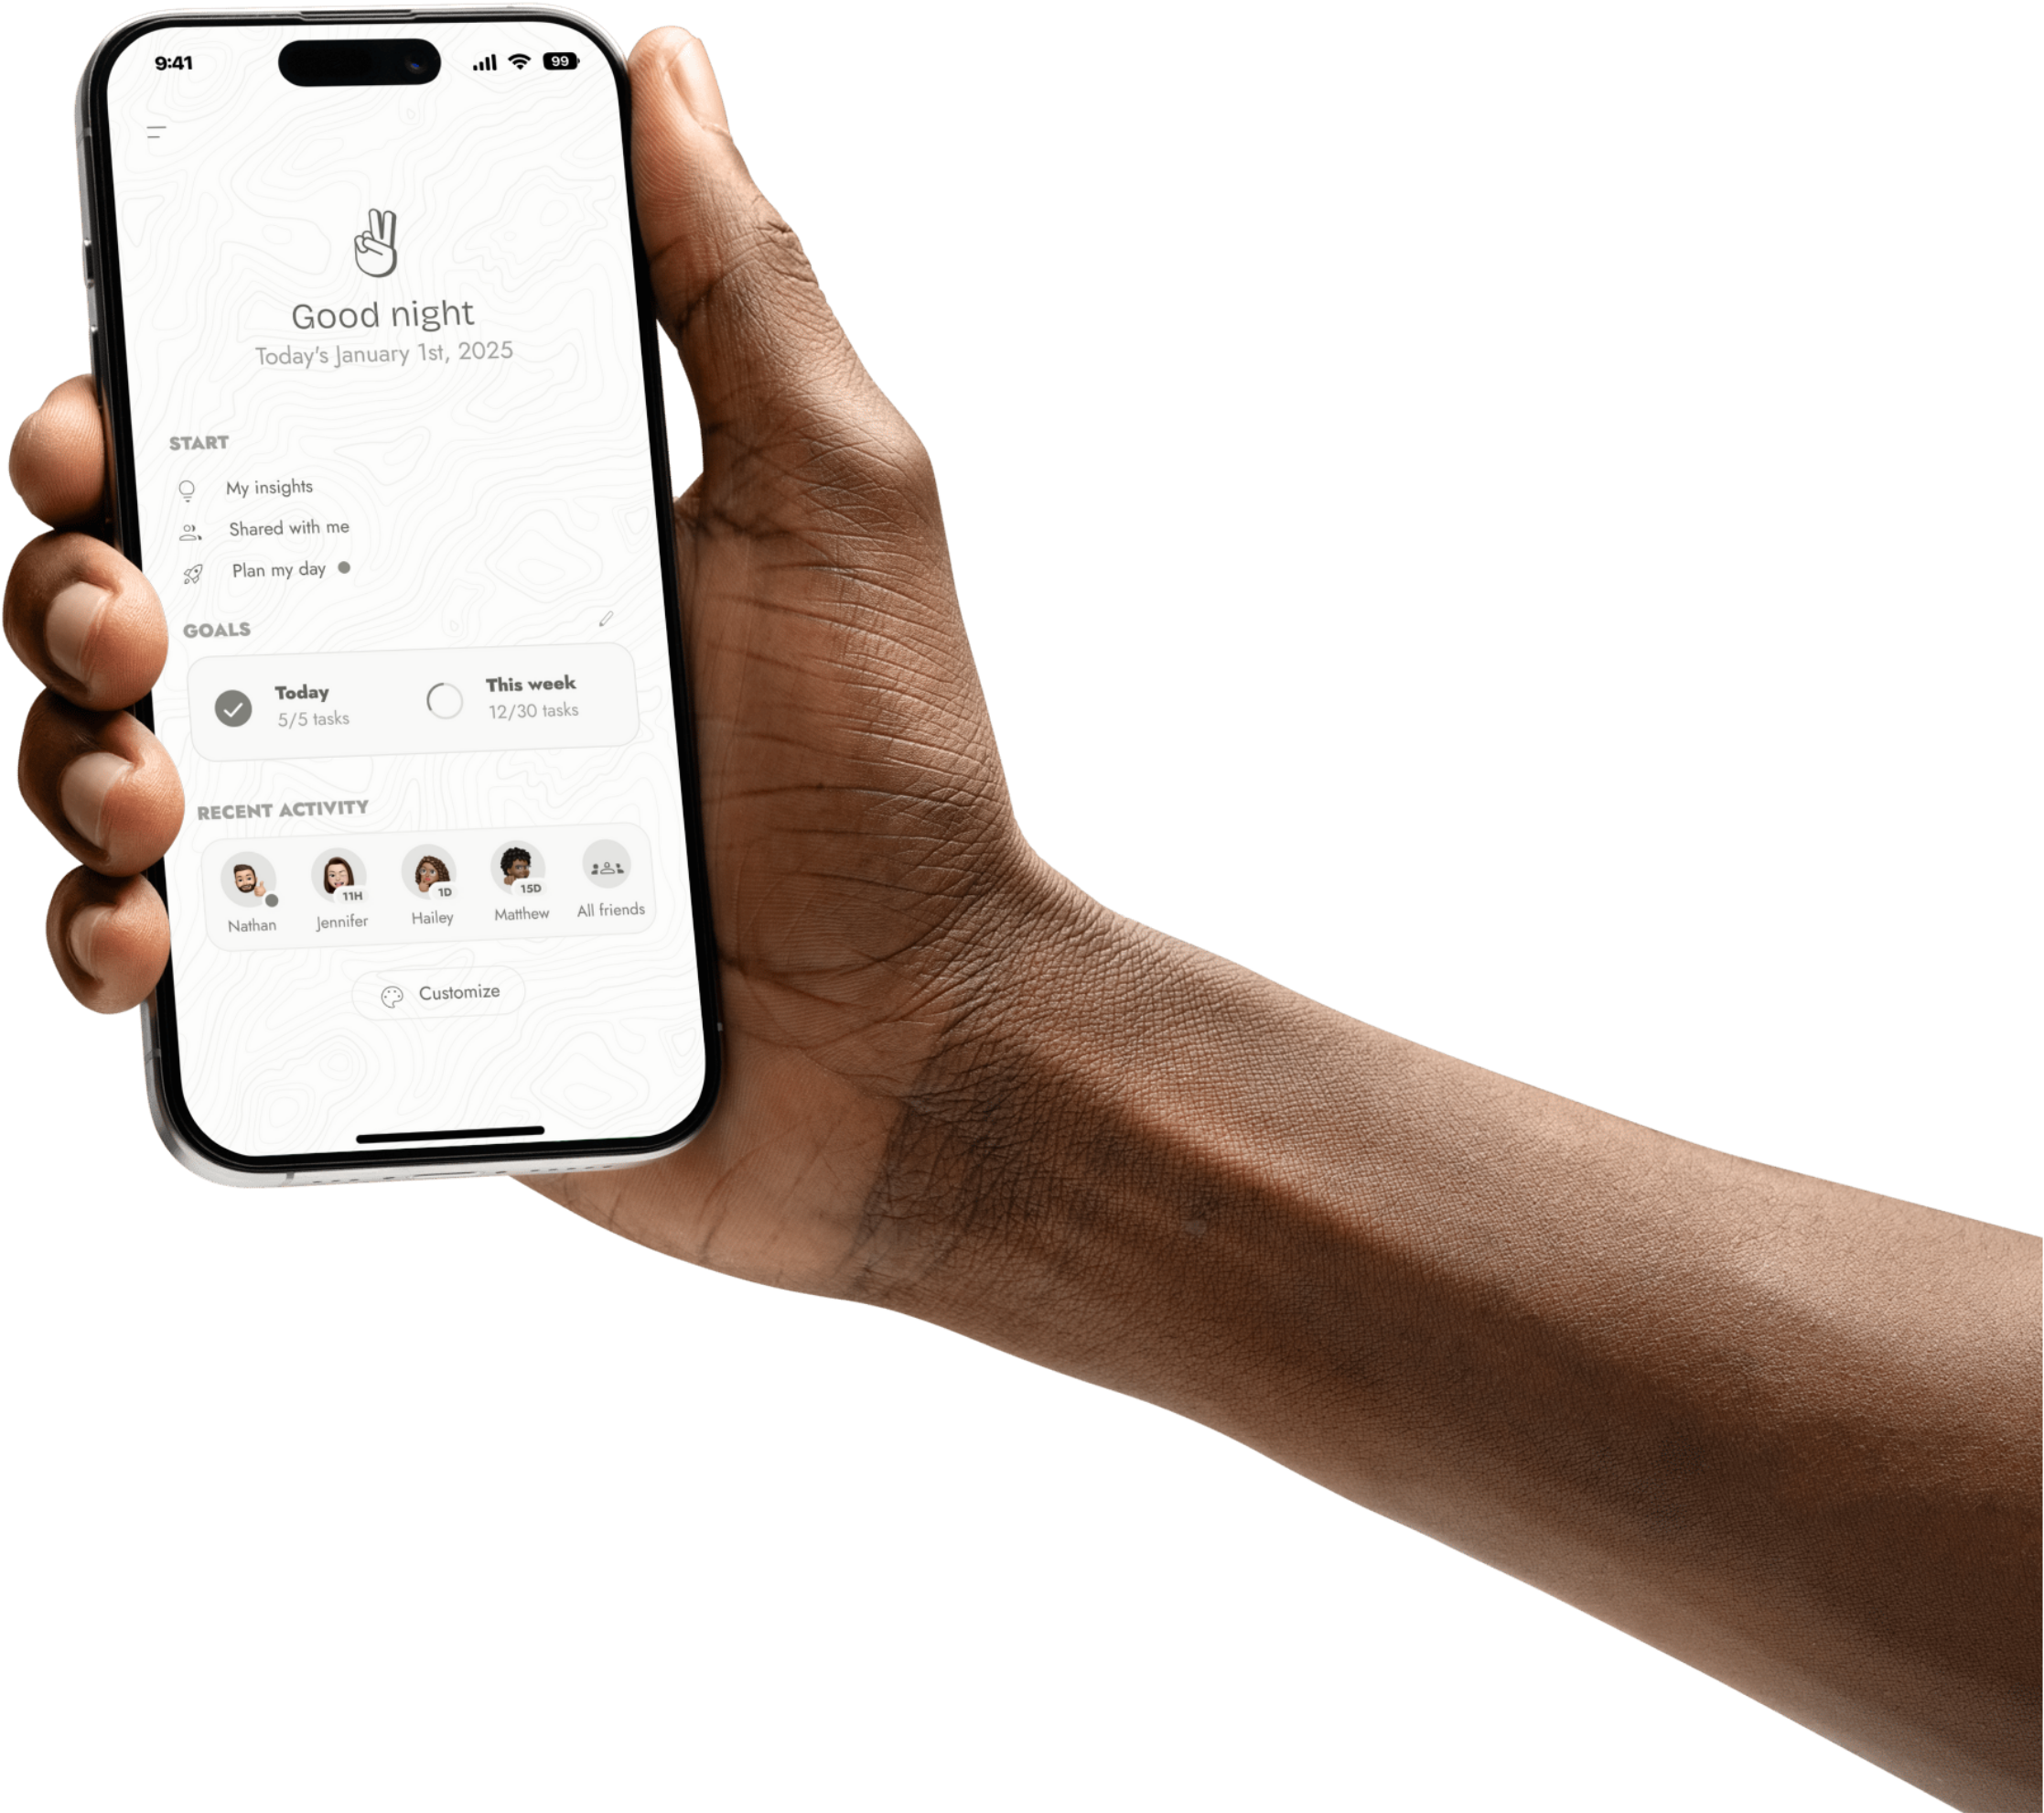 9:41
99
Good night
Today's January 1st, 2025
START
My insights
Shared with me
Plan my day
GOALS
Today
5/5 tasks
This week
12/30 tasks
RECENT ACTIVITY
11H
1D
15D
Nathan
Jennifer
Hailey
Matthew
All friends
Customize